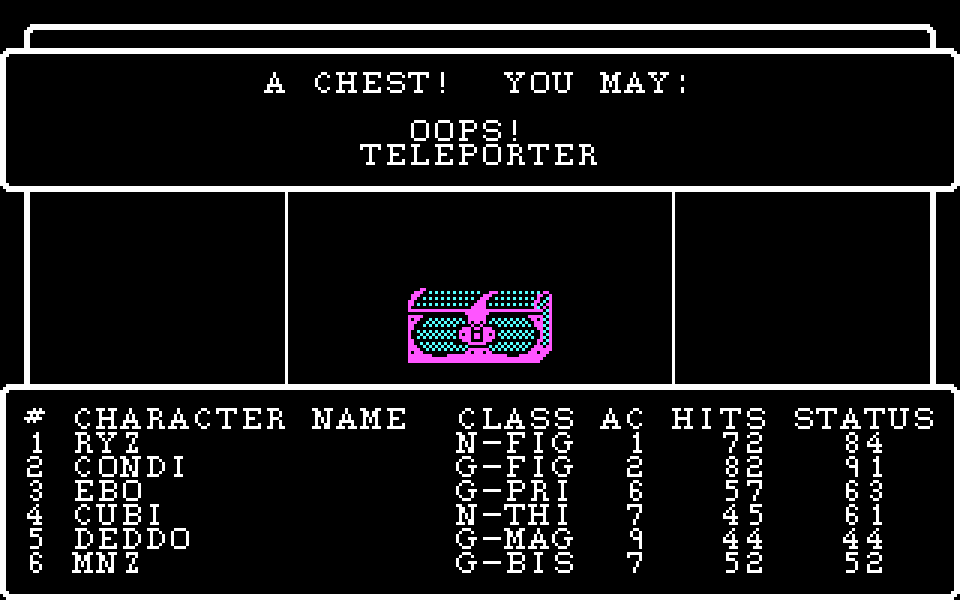 A CHEST!  YOU MAY:
OOPS!
TELEPORTER
# CHARACTER NAME  CLASS AC HITS STATUS
1 RYZ N-FIG 1 72 84
2 CONDI G-FIG 2 82 91
3 EBO G-PRI 6 57 63
4 CUBI N-THI 7 45 61
5 DEDDO G-MAG 9 44 44
6 MNZ G-BIS 7 52 52